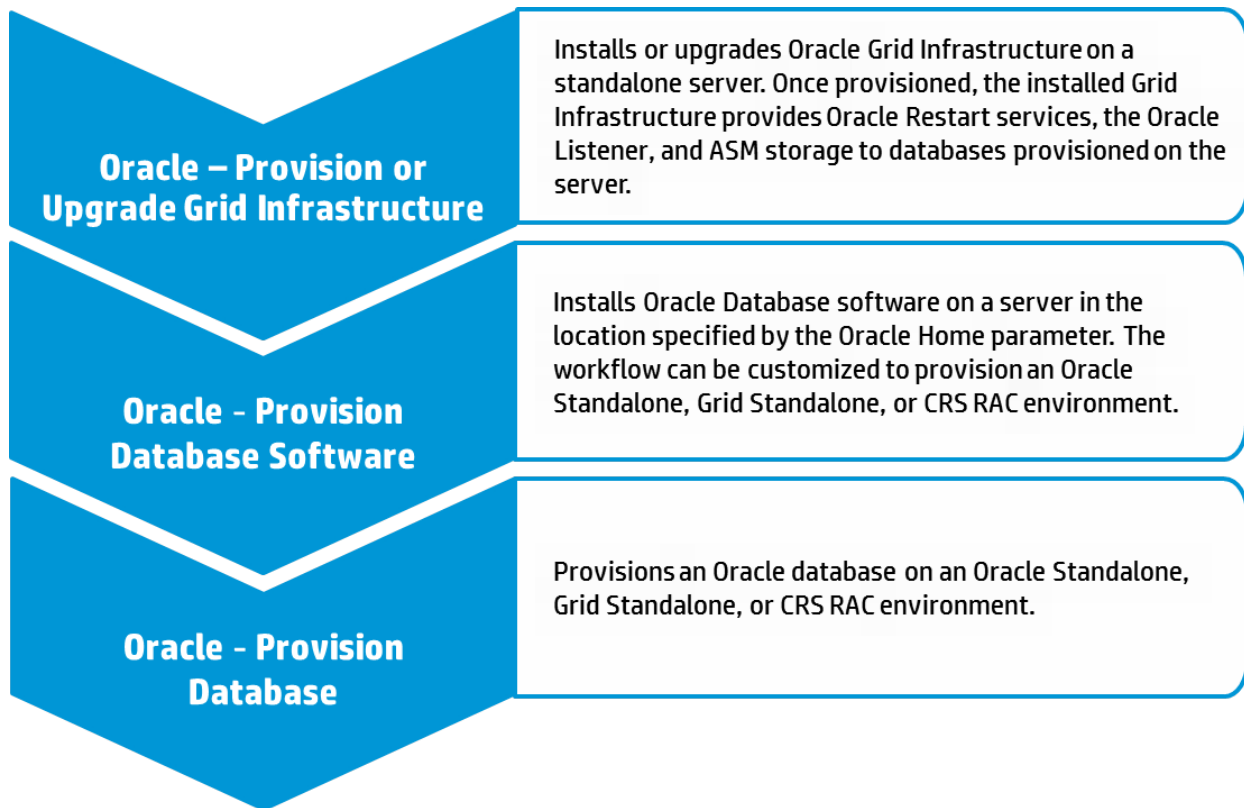 Oracle – Provision or
Upgrade Grid Infrastructure
Installs or upgrades Oracle Grid Infrastructure on a
standalone server. Once provisioned, the installed Grid
Infrastructure provides Oracle Restart services, the Oracle
Listener, and ASM storage to databases provisioned on the
server.
Oracle - Provision
Database Software
Installs Oracle Database software on a server in the
location specified by the Oracle Home parameter. The
workflow can be customized to provision an Oracle
Standalone, Grid Standalone, or CRS RAC environment.
Oracle - Provision
Database
Provisions an Oracle database on an Oracle Standalone,
Grid Standalone, or CRS RAC environment.